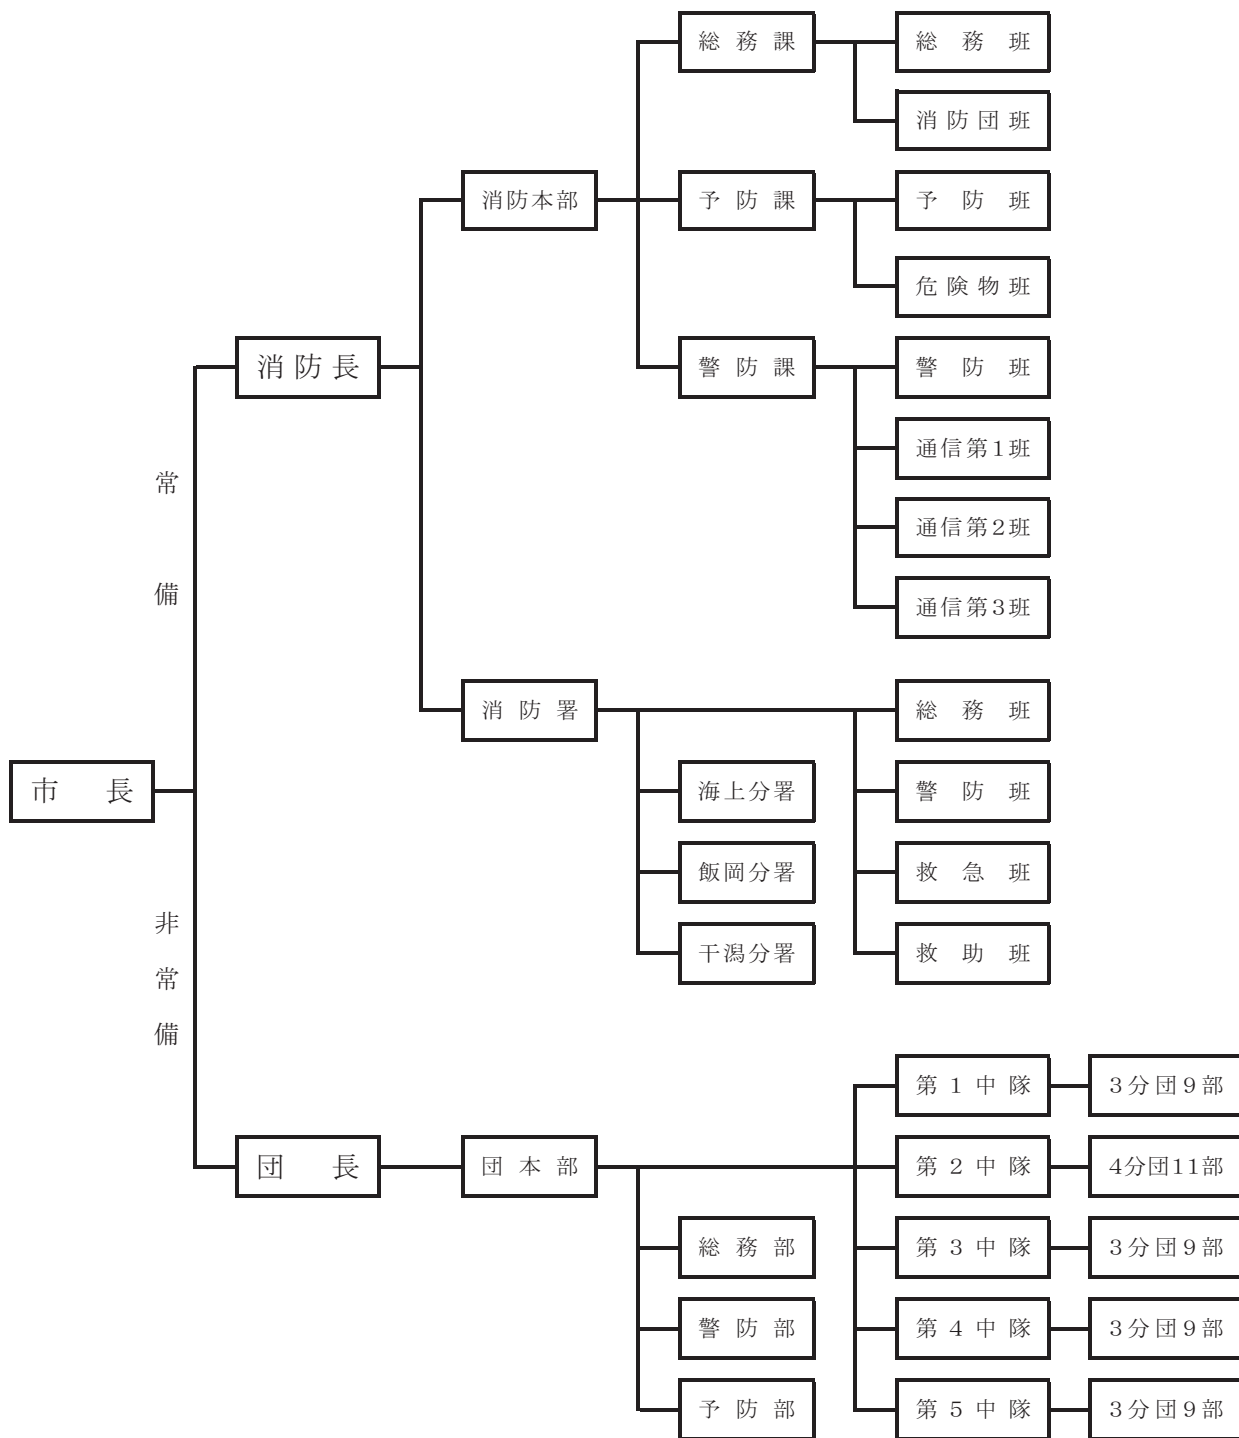 総務課
総務班
消防団班
消防本部
予防課
予防班
危険物班
消防長
警防課
警防班
通信第1班
通信第2班
通信第3班
常備
消防署
総務班
市長
海上分署
警防班
飯岡分署
救急班
干潟分署
救助班
非常備
第1中隊
3分団9部
団長
団本部
第2中隊
4分団11部
総務部
第3中隊
3分団9部
警防部
第4中隊
3分団9部
予防部
第5中隊
3分団9部